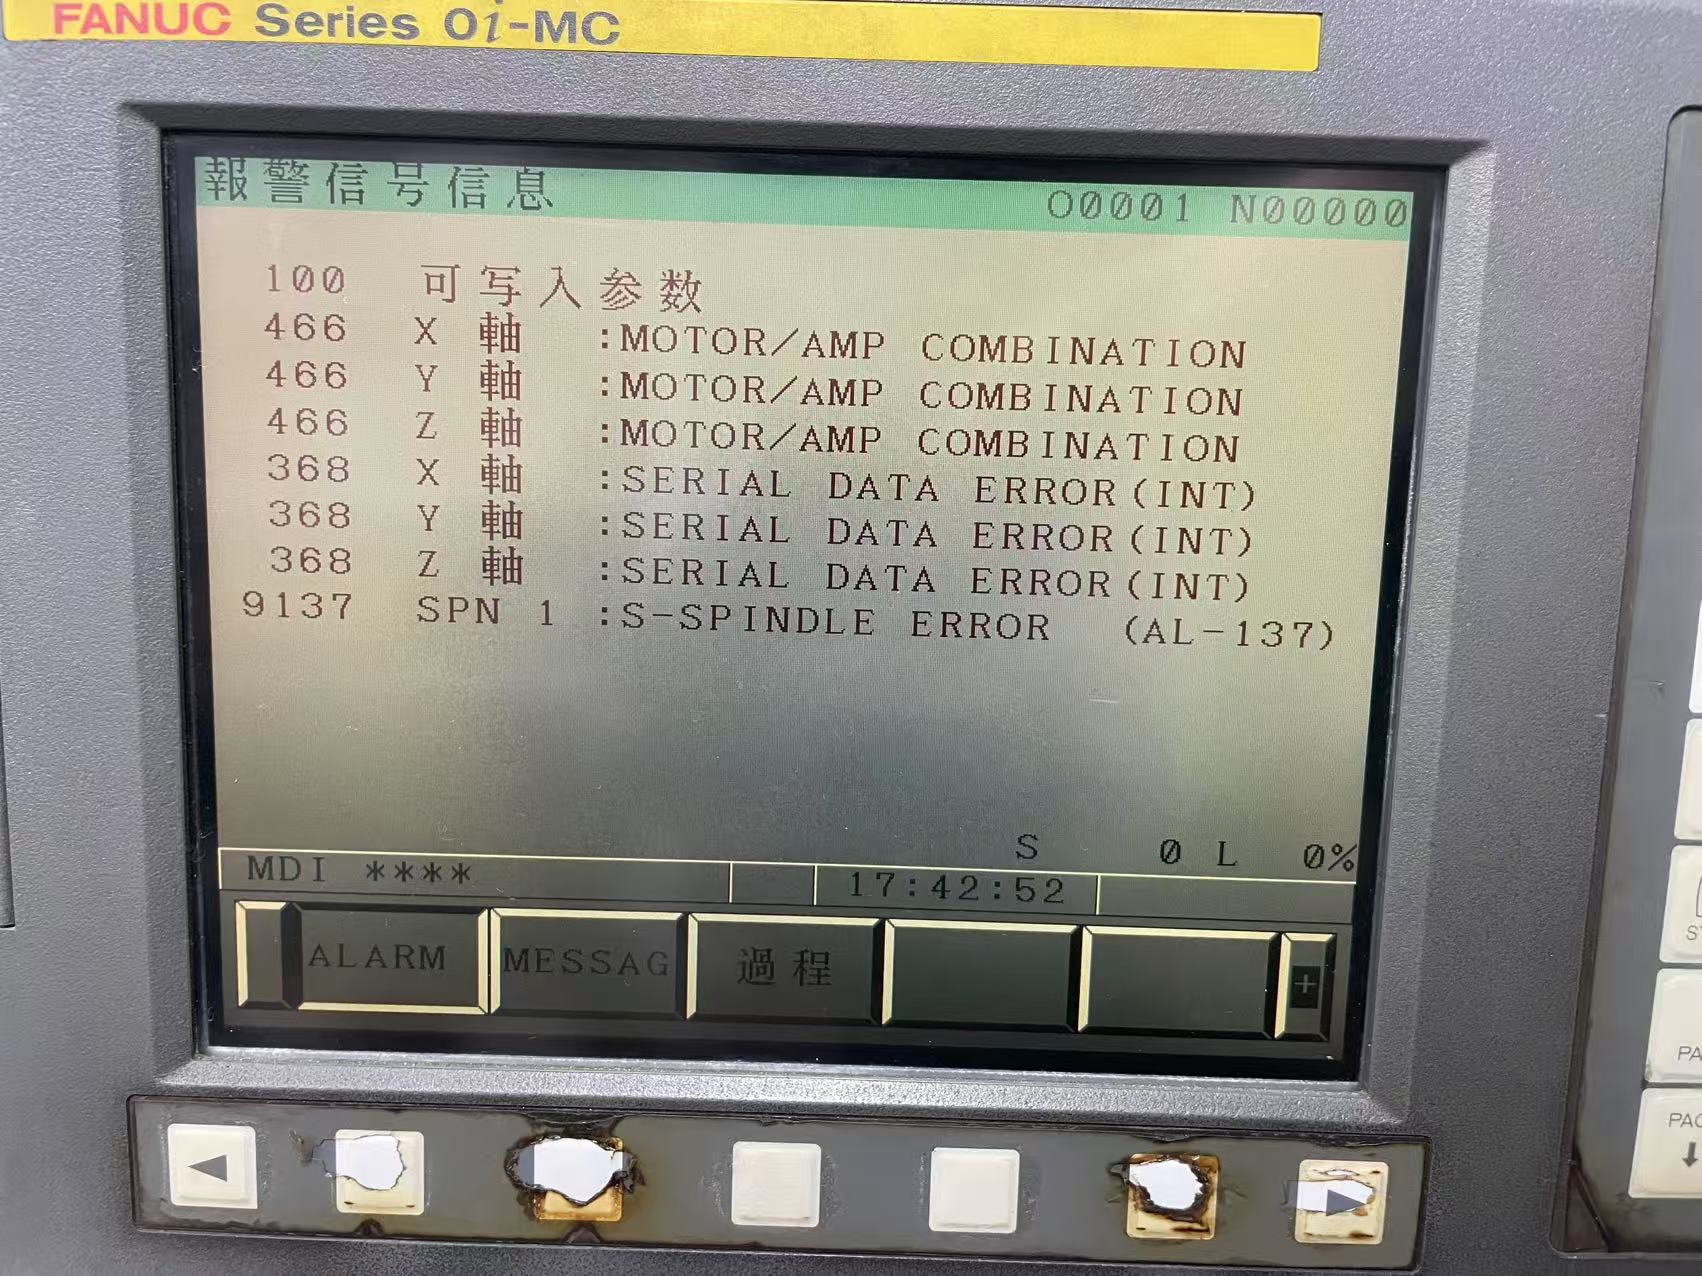 FANUC Series 0i-MC
報警信号信息 O0001 N00000
100 可写入参数
466 X 軸 :MOTOR/AMP COMBINATION
466 Y 軸 :MOTOR/AMP COMBINATION
466 Z 軸 :MOTOR/AMP COMBINATION
368 X 軸 :SERIAL DATA ERROR(INT)
368 Y 軸 :SERIAL DATA ERROR(INT)
368 Z 軸 :SERIAL DATA ERROR(INT)
9137 SPN 1 :S-SPINDLE ERROR (AL-137)
S 0 L 0%
MDI **** 17:42:52
ALARM MESSAG 過程 +
PA
PAG